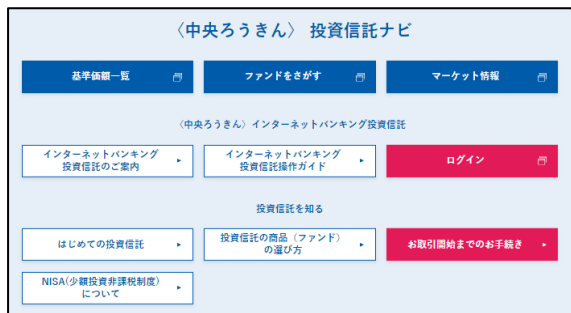 〈中央ろうきん〉 投資信託ナビ
基準価額一覧
ファンドをさがす
マーケット情報
〈中央ろうきん〉インターネットバンキング投資信託
インターネットバンキング
投資信託のご案内
インターネットバンキング
投資信託操作ガイド
ログイン
投資信託を知る
はじめての投資信託
投資信託の商品（ファンド）
の選び方
お取引開始までのお手続き
NISA(少額投資非課税制度)
について